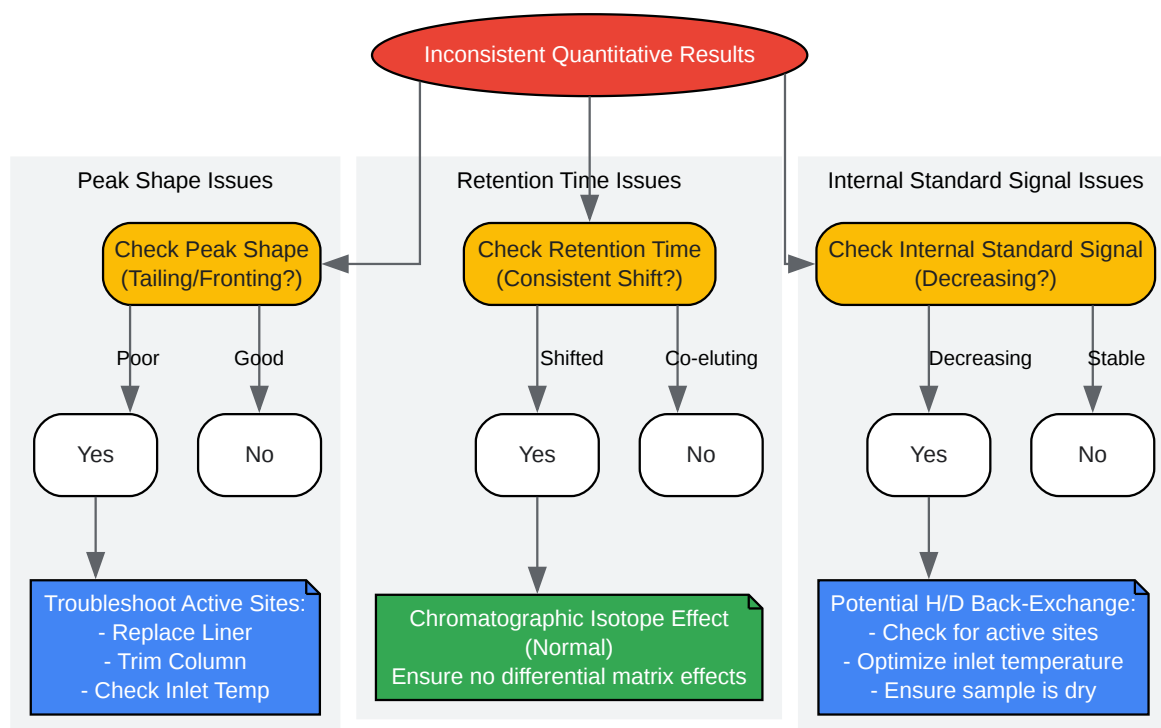 Inconsistent Quantitative Results
Peak Shape Issues
Check Peak Shape
(Tailing/Fronting?)
Poor
Good
Yes
No
Troubleshoot Active Sites:
- Replace Liner
- Trim Column
- Check Inlet Temp
Retention Time Issues
Check Retention Time
(Consistent Shift?)
Shifted
Co-eluting
Yes
No
Chromatographic Isotope Effect
(Normal)
Ensure no differential matrix effects
Internal Standard Signal Issues
Check Internal Standard Signal
(Decreasing?)
Decreasing
Stable
Yes
No
Potential H/D Back-Exchange:
- Check for active sites
- Optimize inlet temperature
- Ensure sample is dry